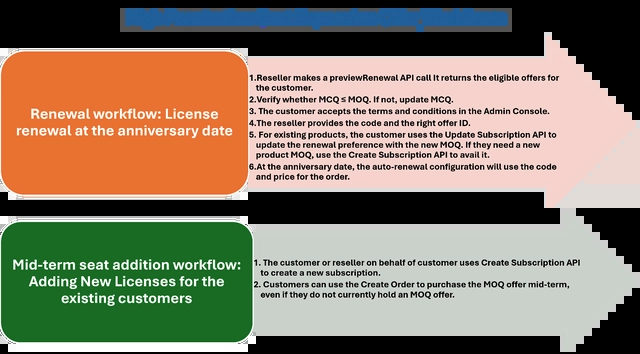 Renewal workflow: License
renewal at the anniversary date
1.Reseller makes a previewRenewal API call It returns the eligible offers for
the customer.
2.Verify whether MCQ ≤ MOQ. If not, update MCQ.
3. The customer accepts the terms and conditions in the Admin Console.
4.The reseller provides the code and the right offer ID.
5. For existing products, the customer uses the Update Subscription API to
update the renewal preference with the new MOQ. If they need a new
product MOQ, use the Create Subscription API to avail it.
6.At the anniversary date, the auto-renewal configuration will use the code
and price for the order.
Mid-term seat addition workflow:
Adding New Licenses for the
existing customers
1. The customer or reseller on behalf of customer uses Create Subscription API
to create a new subscription.
2. Customers can use the Create Order to purchase the MOQ offer mid-term,
even if they do not currently hold an MOQ offer.